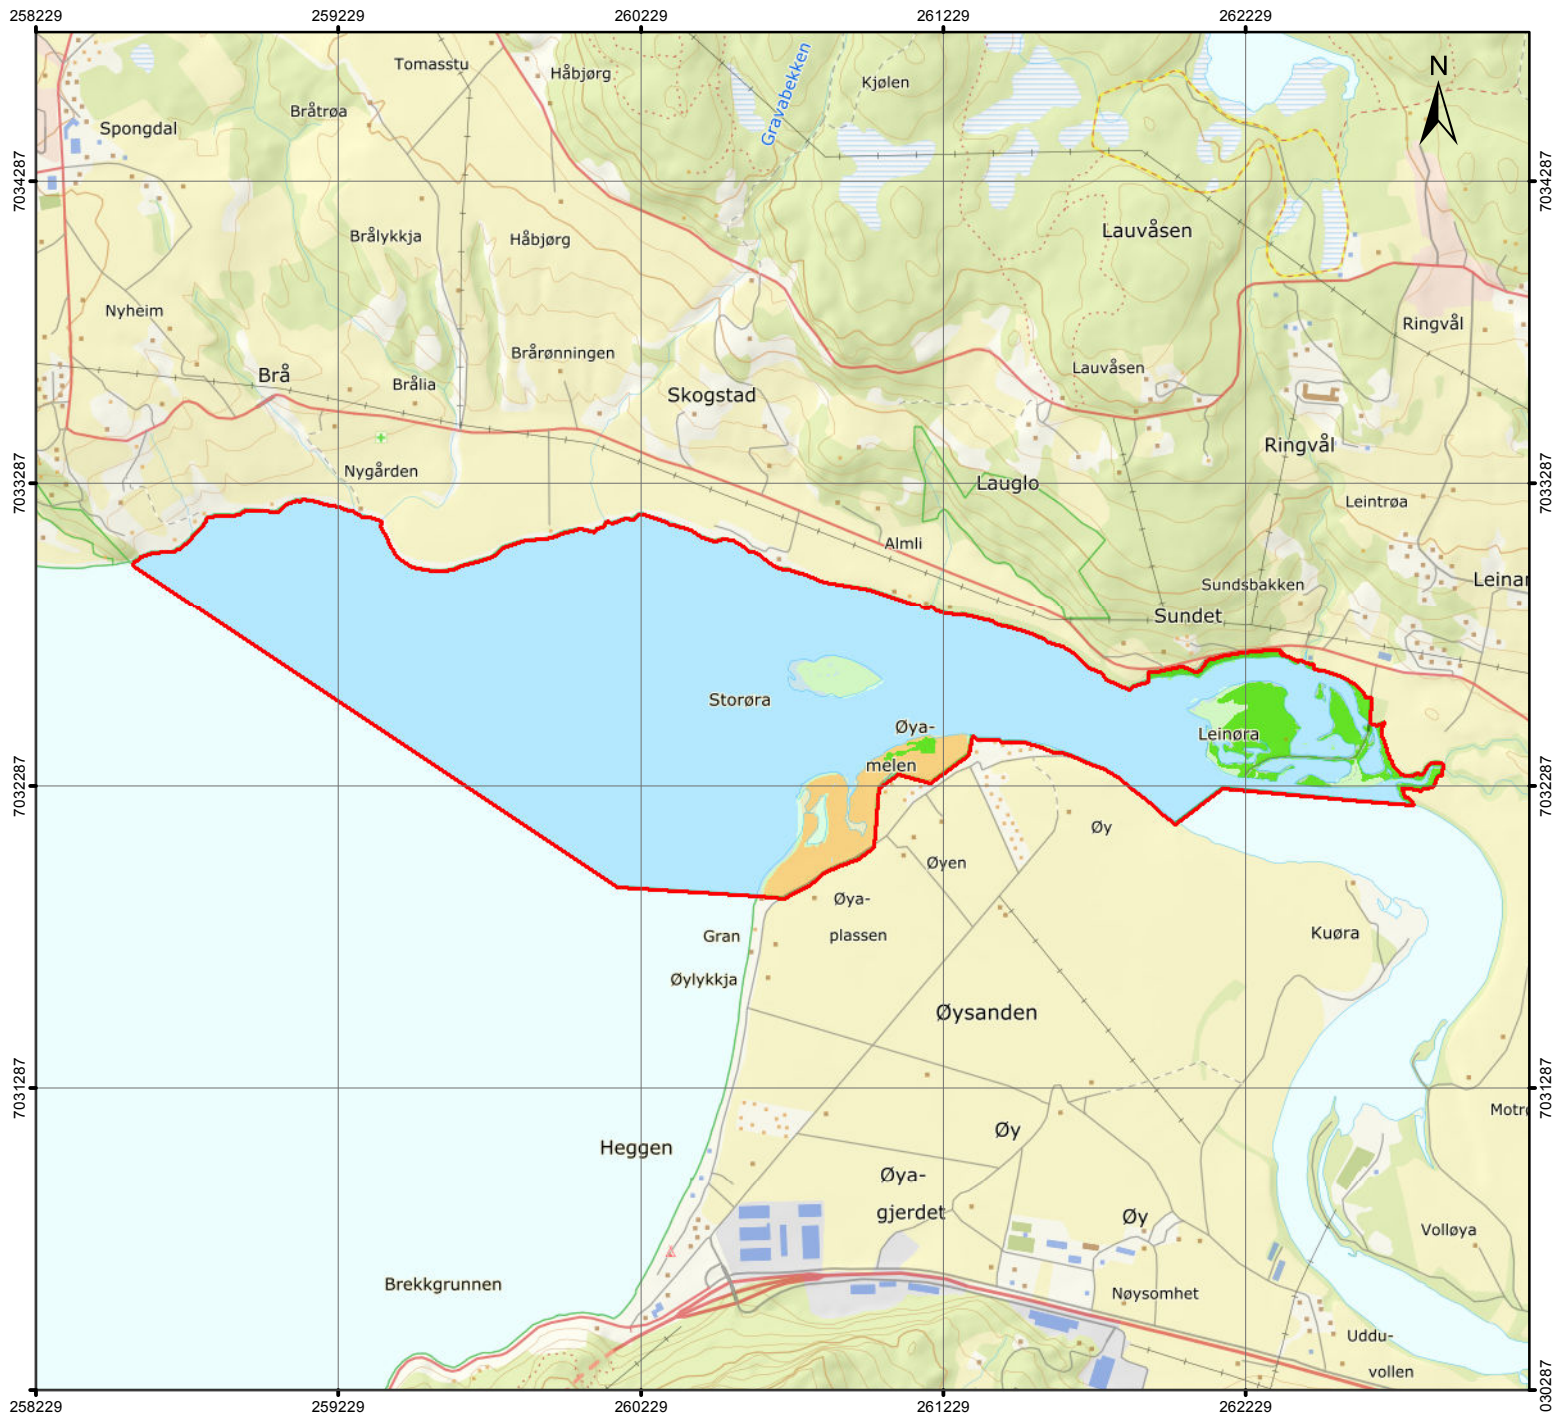 258229 259229 260229 261229 262229
N
Tomasstu
Håbjørg
Kjølen
Gravabekken
Bråtrøa
Spongdal
7034287
7034287
Brålykkja
Håbjørg
Lauvåsen
Nyheim
Ringvål
Brårønningen
Brå
Brålia
Lauvåsen
Skogstad
Ringvål
Nygården
7033287
Lauglo
7033287
Leintrøa
Almli
Sundsbakken
Leinan
Sundet
Storøra
Øya-
melen
Leinøra
7032287
7032287
Øy
Øyen
Øya-
plassen
Gran
Kuøra
Øylykkja
Øysanden
7031287
7031287
Motrø
Øy
Heggen
Øya-
gjerdet
Øy
Volløya
Brekkgrunnen
Nøysomhet
Uddu-
vollen
030287
258229 259229 260229 261229 262229